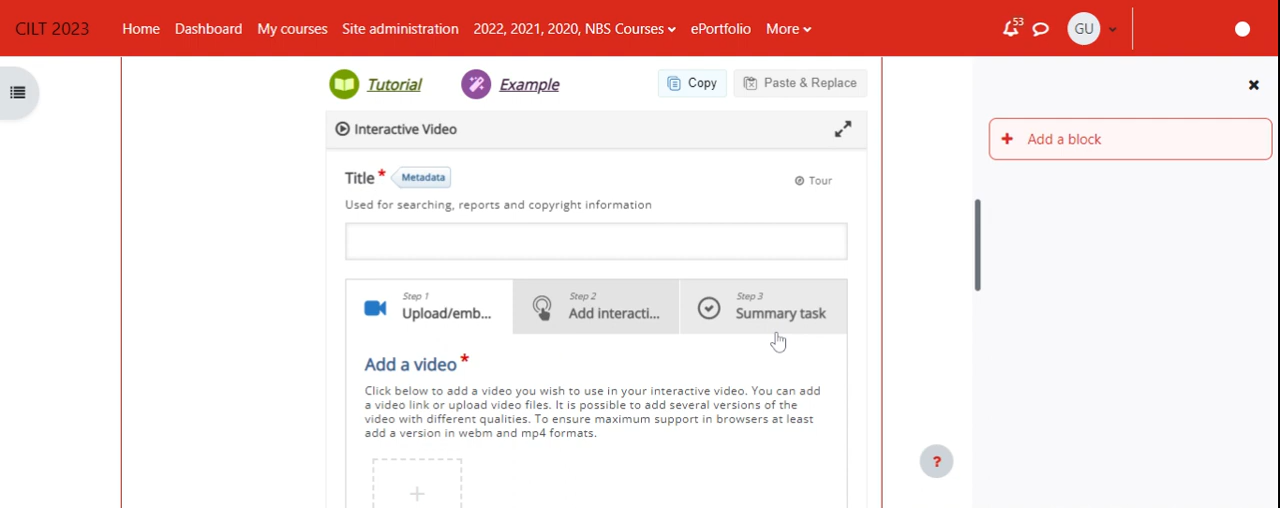 CILT 2023 Home Dashboard My courses Site administration 2022, 2021, 2020, NBS Courses ePortfolio More 53 GU
Tutorial Example Copy Paste & Replace
Add a block
Interactive Video
Title * Metadata Tour
Used for searching, reports and copyright information
Step 1 Step 2 Step 3
Upload/emb... Add interacti... Summary task
Add a video *
Click below to add a video you wish to use in your interactive video. You can add
a video link or upload video files. It is possible to add several versions of the
video with different qualities. To ensure maximum support in browsers at least
add a version in webm and mp4 formats.
+
?